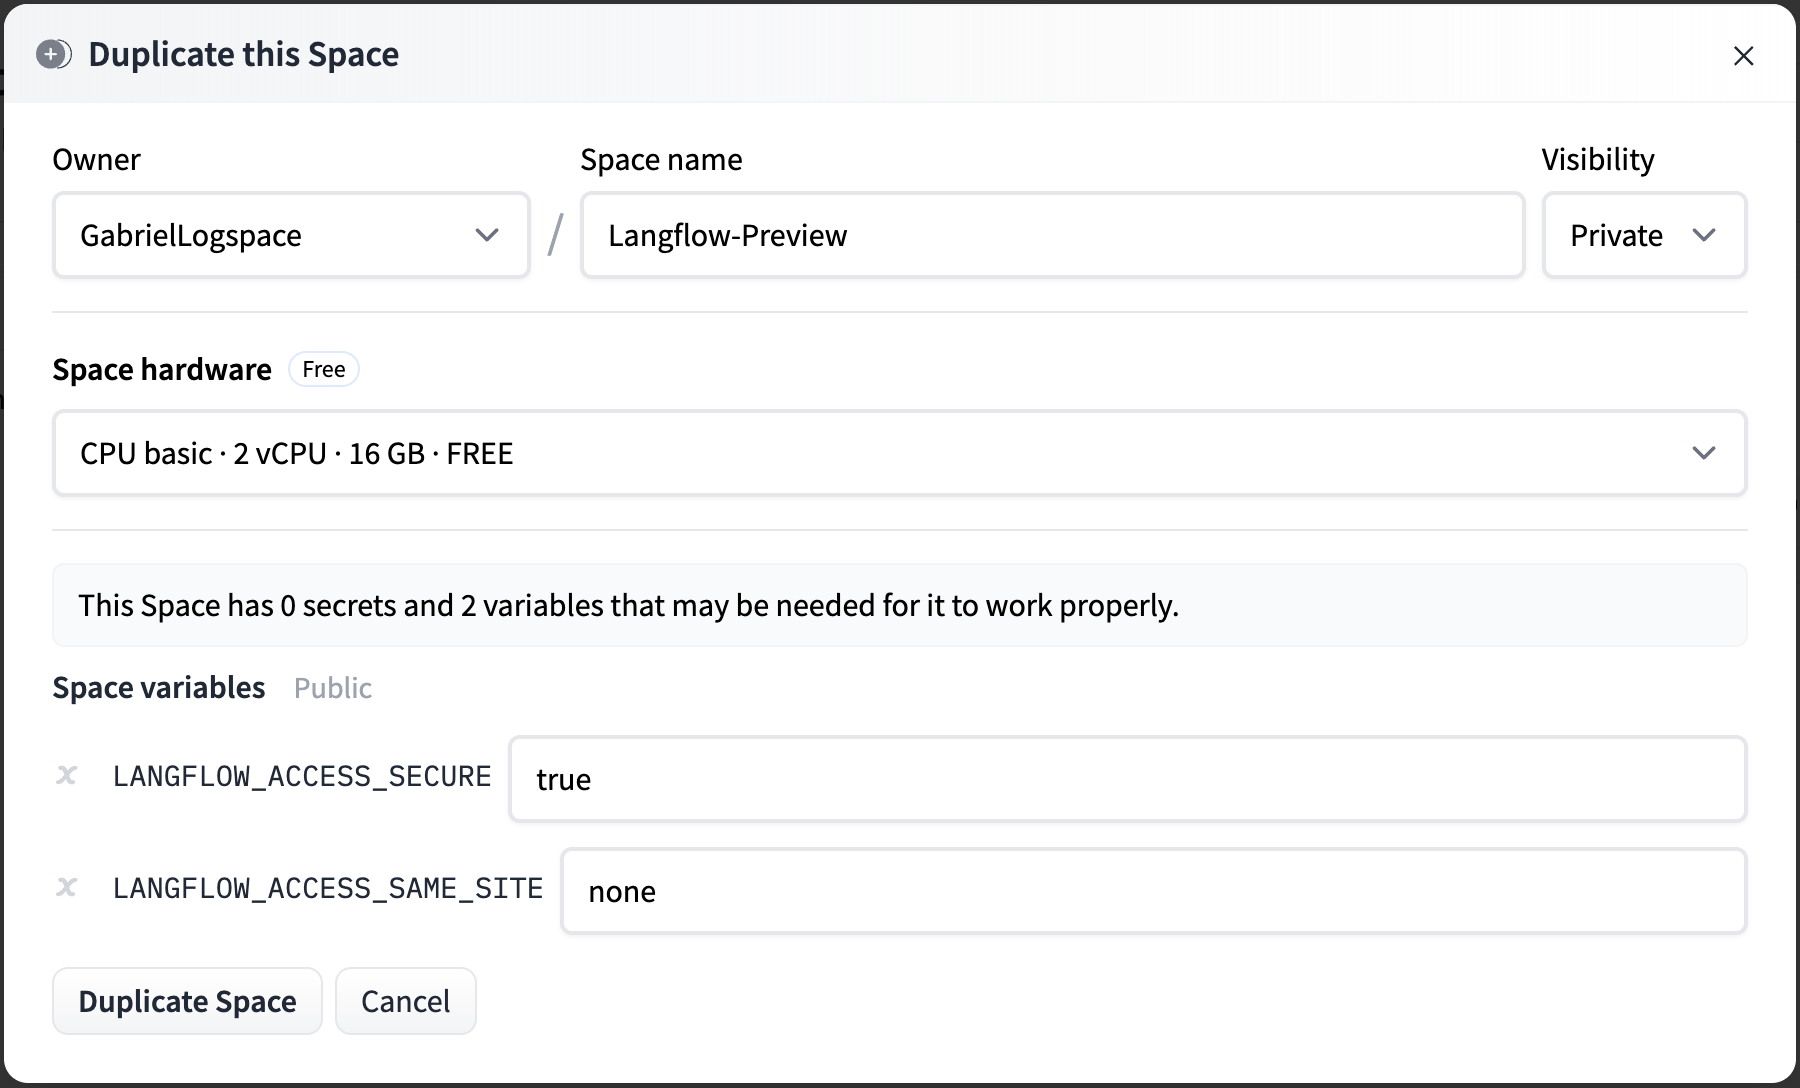 Duplicate this Space
Owner
Space name
Visibility
GabrielLogspace
/
Langflow-Preview
Private
Space hardware Free
CPU basic · 2 vCPU · 16 GB · FREE
This Space has 0 secrets and 2 variables that may be needed for it to work properly.
Space variables Public
LANGFLOW_ACCESS_SECURE true
LANGFLOW_ACCESS_SAME_SITE none
Duplicate Space Cancel